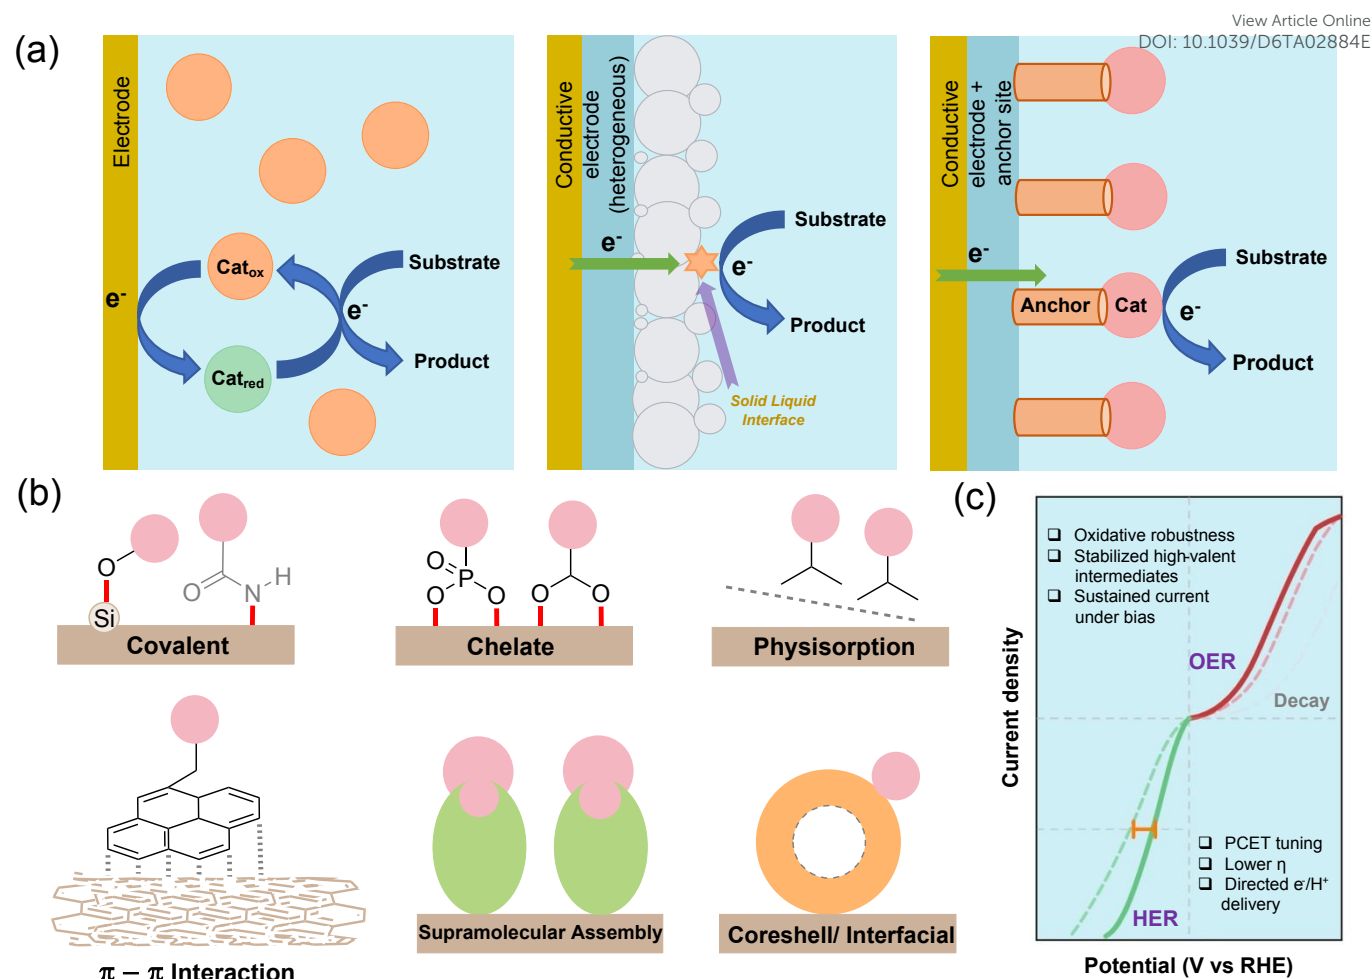 View Article Online
DOI: 10.1039/D6TA02884E
(a)
Electrode
Cat_ox
Substrate
e-
e-
Cat_red
Product
Conductive
electrode
(heterogeneous)
e-
Substrate
e-
Product
Solid Liquid
Interface
Conductive
electrode +
anchor site
e-
Substrate
Anchor
Cat
e-
Product
(b)
O
Si
O
N
H
Covalent
O
P
O
O
O
O
Chelate
Physisorption
π – π Interaction
Supramolecular Assembly
Coreshell/ Interfacial
(c)
Current density
Oxidative robustness
Stabilized high-valent
intermediates
Sustained current
under bias
OER
Decay
PCET tuning
Lower η
Directed e-/H+
delivery
HER
Potential (V vs RHE)